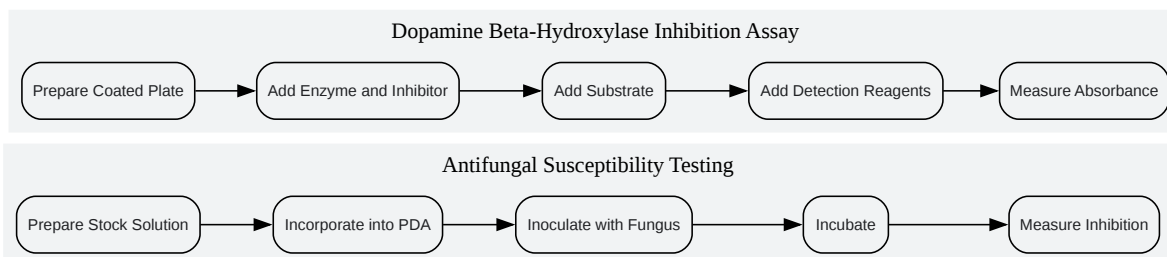 Dopamine Beta-Hydroxylase Inhibition Assay
Prepare Coated Plate
Add Enzyme and Inhibitor
Add Substrate
Add Detection Reagents
Measure Absorbance
Antifungal Susceptibility Testing
Prepare Stock Solution
Incorporate into PDA
Inoculate with Fungus
Incubate
Measure Inhibition